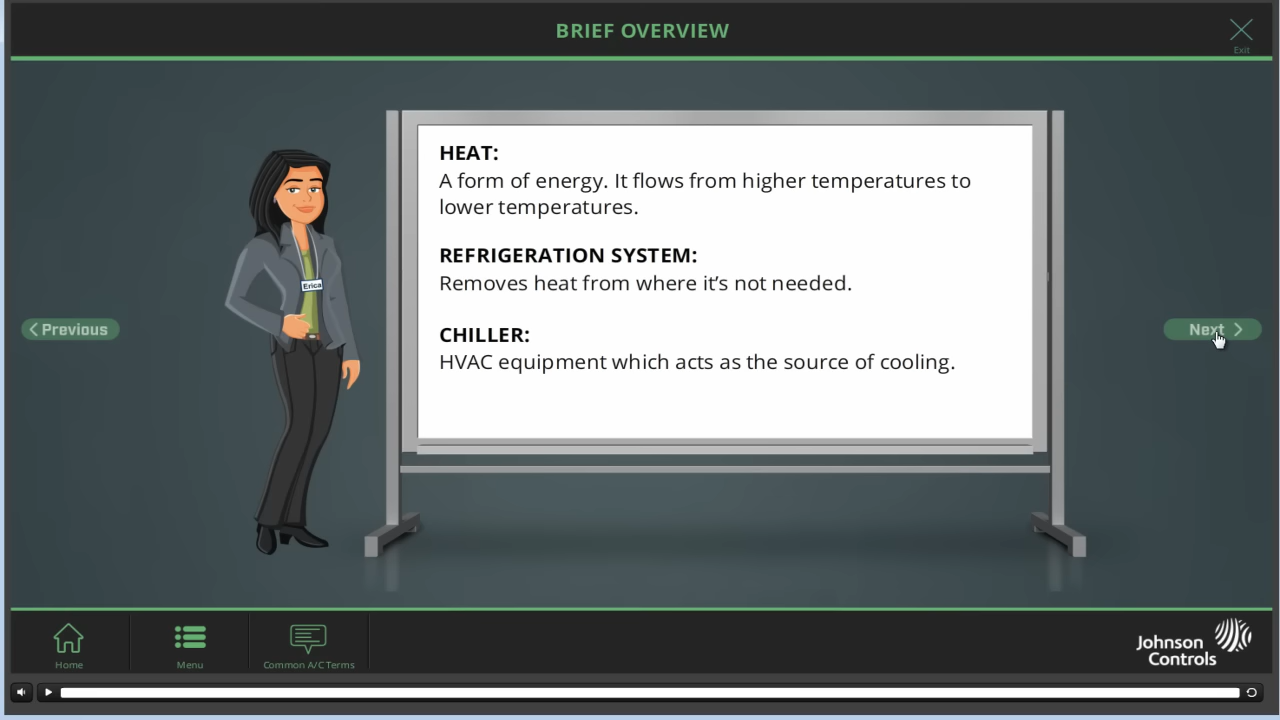 BRIEF OVERVIEW
Exit
HEAT:
A form of energy. It flows from higher temperatures to
lower temperatures.
REFRIGERATION SYSTEM:
Removes heat from where it’s not needed.
CHILLER:
HVAC equipment which acts as the source of cooling.
Erica
Previous
Next
Home
Menu
Common A/C Terms
Johnson
Controls